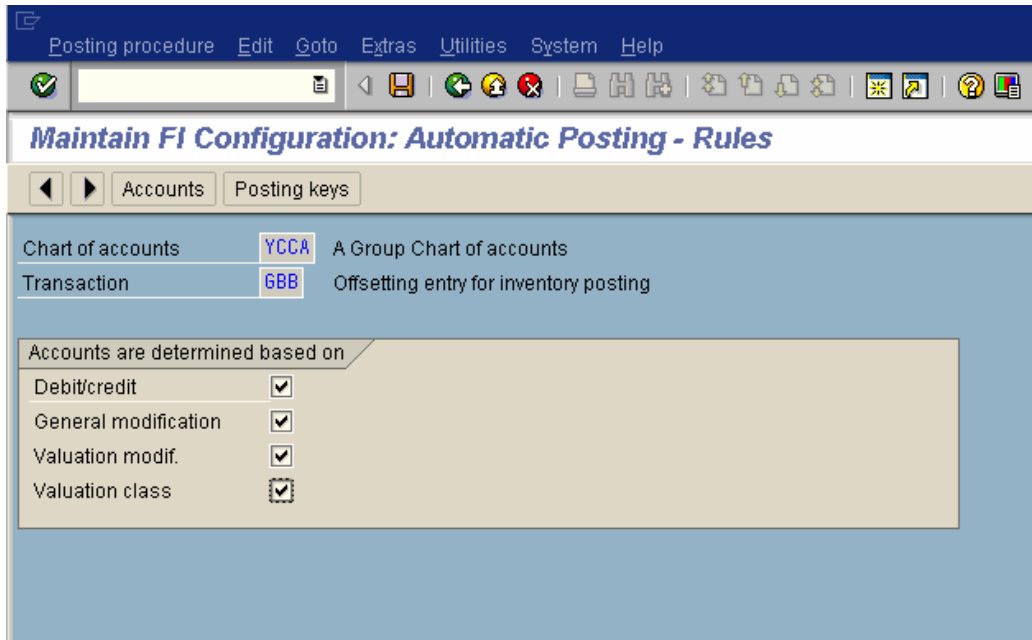 Posting procedure Edit Goto Extras Utilities System Help
Maintain FI Configuration: Automatic Posting - Rules
Accounts Posting keys
Chart of accounts YCCA A Group Chart of accounts
Transaction GBB Offsetting entry for inventory posting
Accounts are determined based on
Debit/credit
General modification
Valuation modif.
Valuation class